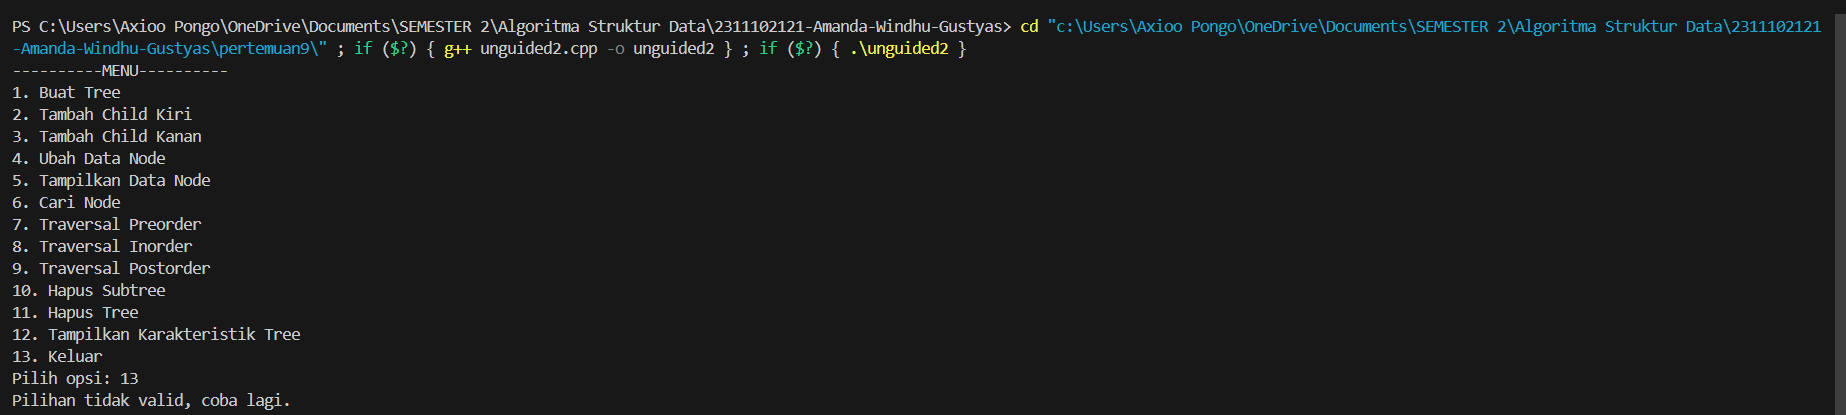 PS C:\Users\Axioo Pongo\OneDrive\Documents\SEMESTER 2\Algoritma Struktur Data\2311102121-Amanda-Windhu-Gustyas> cd "c:\Users\Axioo Pongo\OneDrive\Documents\SEMESTER 2\Algoritma Struktur Data\2311102121
-Amanda-Windhu-Gustyas\pertemuan9\" ; if ($?) { g++ unguided2.cpp -o unguided2 } ; if ($?) { .\unguided2 }
----------MENU----------
1. Buat Tree
2. Tambah Child Kiri
3. Tambah Child Kanan
4. Ubah Data Node
5. Tampilkan Data Node
6. Cari Node
7. Traversal Preorder
8. Traversal Inorder
9. Traversal Postorder
10. Hapus Subtree
11. Hapus Tree
12. Tampilkan Karakteristik Tree
13. Keluar
Pilih opsi: 13
Pilihan tidak valid, coba lagi.